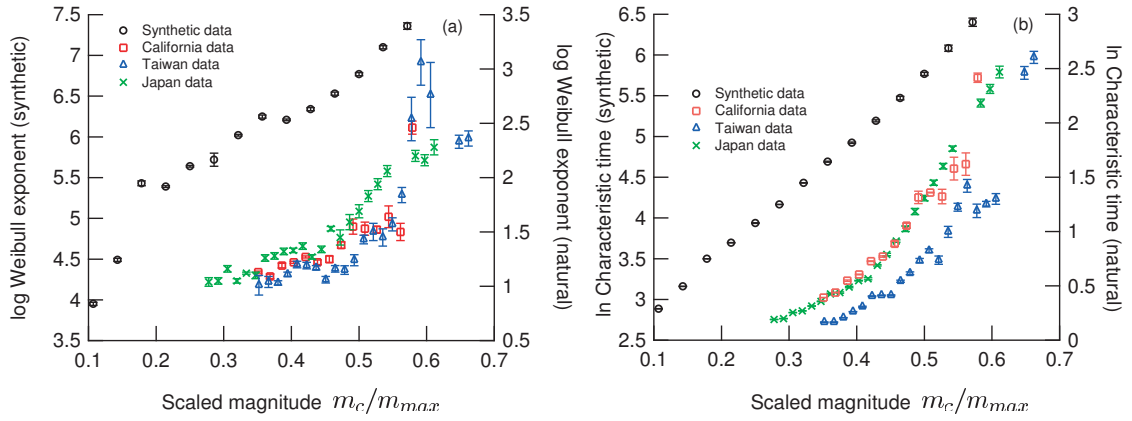 (a)
Synthetic data
California data
Taiwan data
Japan data
log Weibull exponent (synthetic)
7.5
7
6.5
6
5.5
5
4.5
4
3.5
3.5
3
2.5
2
1.5
1
0.5
log Weibull exponent (natural)
0.1 0.2 0.3 0.4 0.5 0.6 0.7
Scaled magnitude m_c/m_max
(b)
Synthetic data
California data
Taiwan data
Japan data
ln Characteristic time (synthetic)
6.5
6
5.5
5
4.5
4
3.5
3
2.5
3
2.5
2
1.5
1
0.5
0
ln Characteristic time (natural)
0.1 0.2 0.3 0.4 0.5 0.6 0.7
Scaled magnitude m_c/m_max